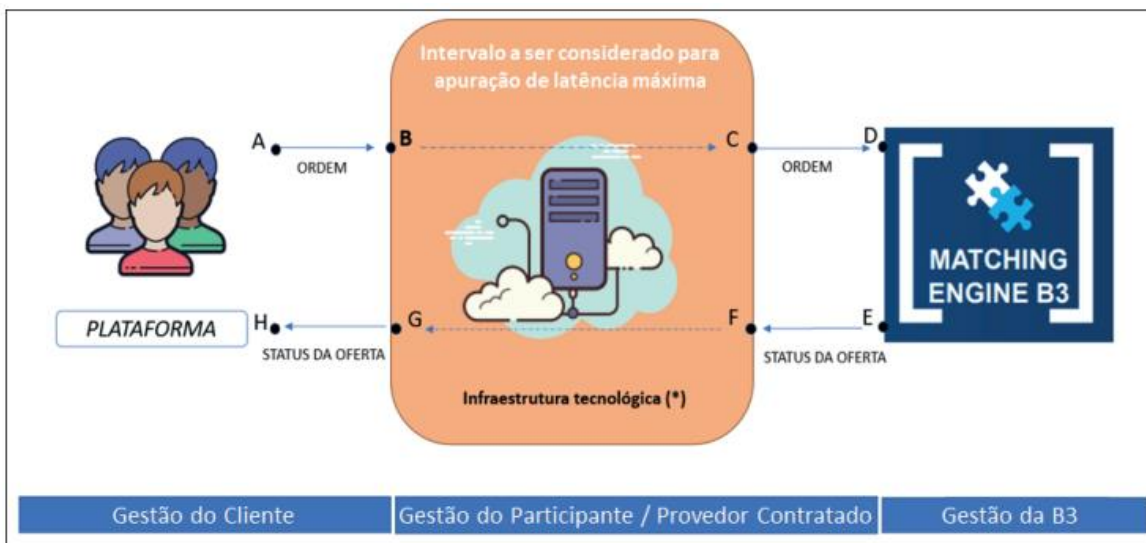 Intervalo a ser considerado para
apuração de latência máxima
A
B
C
D
ORDEM
ORDEM
MATCHING
ENGINE B3
PLATAFORMA
H
G
F
E
STATUS DA OFERTA
STATUS DA OFERTA
Infraestrutura tecnológica (*)
Gestão do Cliente
Gestão do Participante / Provedor Contratado
Gestão da B3